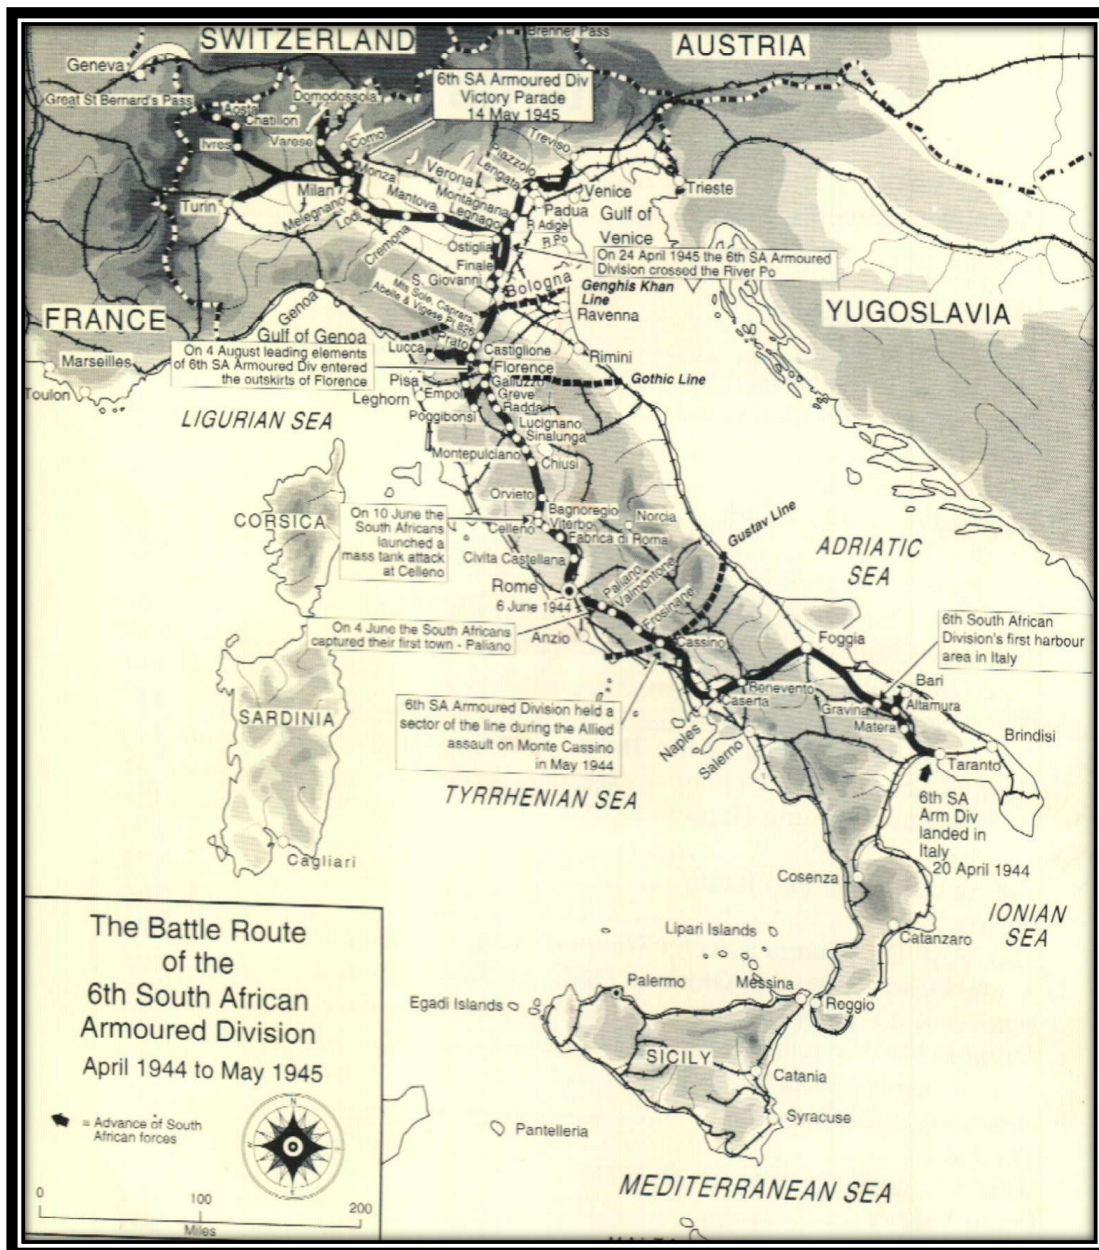 SWITZERLAND
Brenner Pass
AUSTRIA
Geneva
6th SA Armoured Div
Victory Parade
14 May 1945
Great St Bernard's Pass
Domodossola
Aosta
Chatillon
Ivres
Varese
Como
Treviso
Piazzolo
Lengata
Monza
Verona
Milan
Montagnana
Mantova
Legnago
Venice
Trieste
Turin
Melegnano
Lodi
Padua
Gulf of
Venice
R Adige
R Po
Cremona
Ostiglia
Finale
On 24 April 1945 the 6th SA Armoured
Division crossed the River Po
S. Giovanni
Bologna
Genghis Khan
Line
Mts Sole, Caprara,
Abelle & Vigese Pt 826
Genoa
YUGOSLAVIA
FRANCE
Gulf of Genoa
Ravenna
Prato
Marseilles
Lucca
Castiglione
Rimini
On 4 August leading elements
of 6th SA Armoured Div entered
the outskirts of Florence
Florence
Toulon
Pisa
Galluzzo
Gothic Line
Leghorn
Empoli
Greve
Radda
Poggibonsi
LIGURIAN SEA
Lucignano
Sinalunga
Montepulciano
Chiusi
Orvieto
CORSICA
On 10 June the
South Africans
launched a
mass tank attack
at Celleno
Bagnoregio
Celleno
Viterbo
Norcia
Fabrica di Roma
Gustav Line
ADRIATIC
SEA
Civita Castellana
Rome
6 June 1944
Paliano
Valmontone
Frosinane
On 4 June the South Africans
captured their first town - Paliano
Anzio
Cassino
Foggia
6th South African
Division's first harbour
area in Italy
SARDINIA
6th SA Armoured Division held a
sector of the line during the Allied
assault on Monte Cassino
in May 1944
Benevento
Caserta
Bari
Gravina
Altamura
Matera
Naples
Salerno
Brindisi
Taranto
TYRRHENIAN SEA
6th SA
Arm Div
landed in
Italy
20 April 1944
Cagliari
Cosenza
IONIAN
SEA
Lipari Islands
Catanzaro
The Battle Route
of the
6th South African
Armoured Division
April 1944 to May 1945
Palermo
Messina
Egadi Islands
Reggio
SICILY
Catania
= Advance of South
African forces
N
Syracuse
Pantelleria
0 100 200
Miles
MEDITERRANEAN SEA